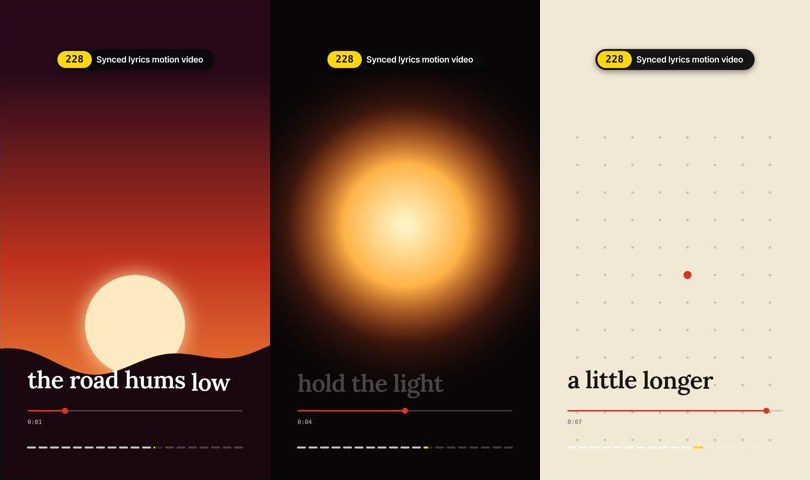 228 Synced lyrics motion video
the road hums low
0:01
228 Synced lyrics motion video
hold the light
0:04
228 Synced lyrics motion video
a little longer
0:07